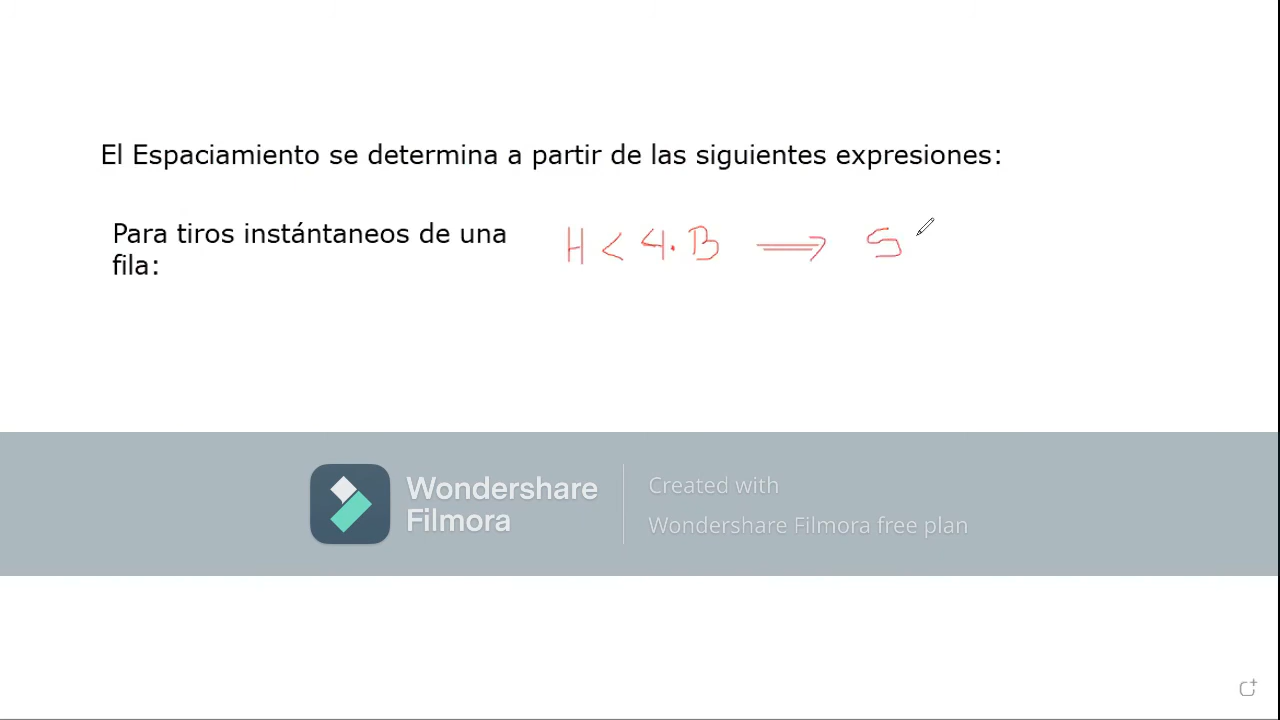 El Espaciamiento se determina a partir de las siguientes expresiones:
Para tiros instántaneos de una
fila:
H < 4 . B ⟹ S
Wondershare
Filmora
Created with
Wondershare Filmora free plan